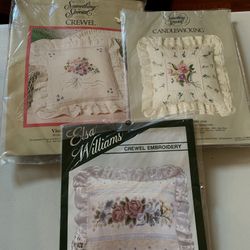 Something
Special
CREWEL
Something
Special
CANDLEWICKING
Elsa
Williams
CREWEL EMBROIDERY